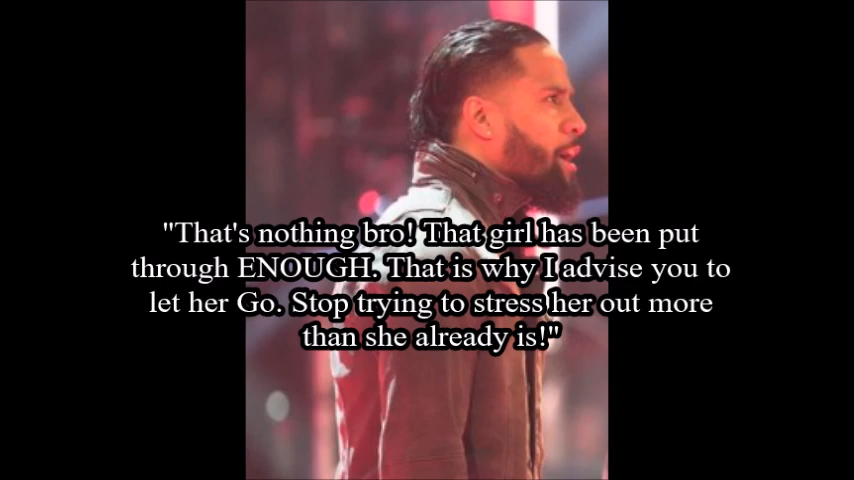 "That's nothing bro! That girl has been put
through ENOUGH. That is why I advise you to
let her Go. Stop trying to stress her out more
than she already is!"